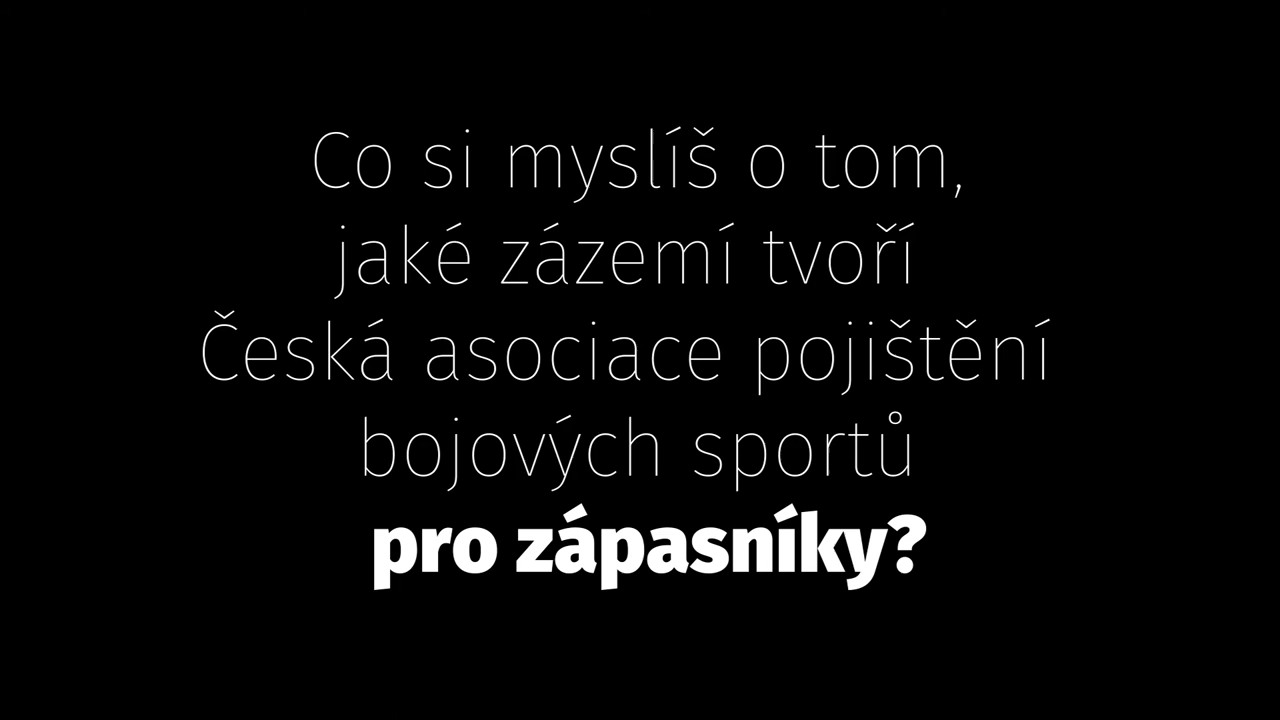 Co si myslíš o tom,
jaké zázemí tvoří
Česká asociace pojištění
bojových sportů
pro zápasníky?